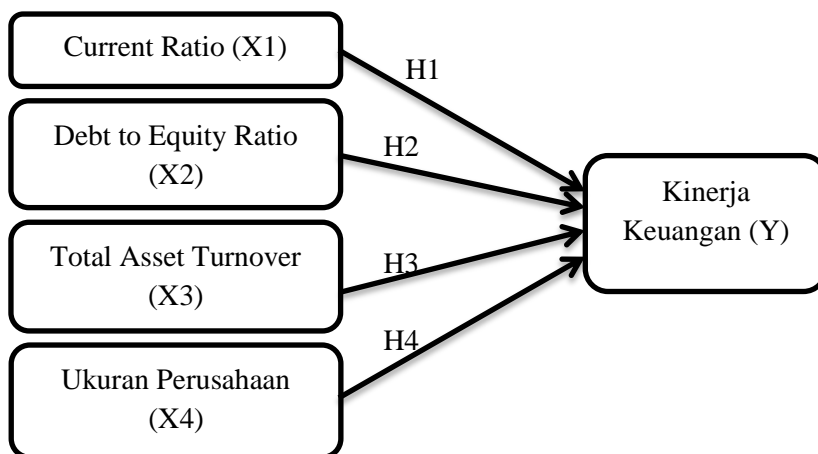 Current Ratio (X1)
H1
Debt to Equity Ratio
(X2)
H2
Kinerja
Keuangan (Y)
Total Asset Turnover
(X3)
H3
H4
Ukuran Perusahaan
(X4)